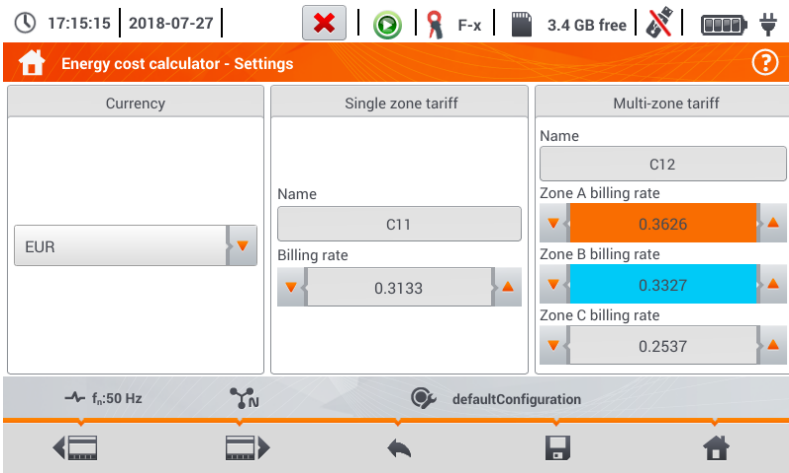 17:15:15 2018-07-27 F-x 3.4 GB free
Energy cost calculator - Settings ?
Currency
EUR
Single zone tariff
Name
C11
Billing rate
0.3133
Multi-zone tariff
Name
C12
Zone A billing rate
0.3626
Zone B billing rate
0.3327
Zone C billing rate
0.2537
fn:50 Hz N defaultConfiguration